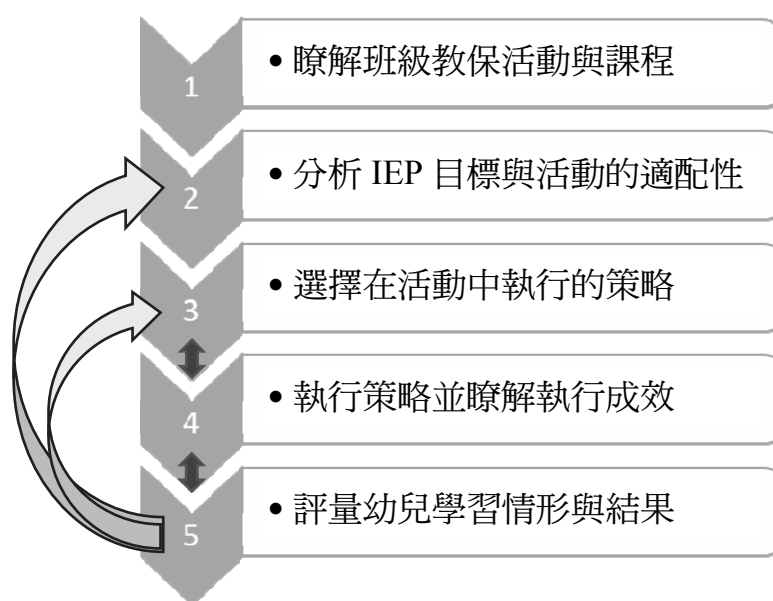 1
• 瞭解班級教保活動與課程
2
• 分析 IEP 目標與活動的適配性
3
• 選擇在活動中執行的策略
4
• 執行策略並瞭解執行成效
5
• 評量幼兒學習情形與結果